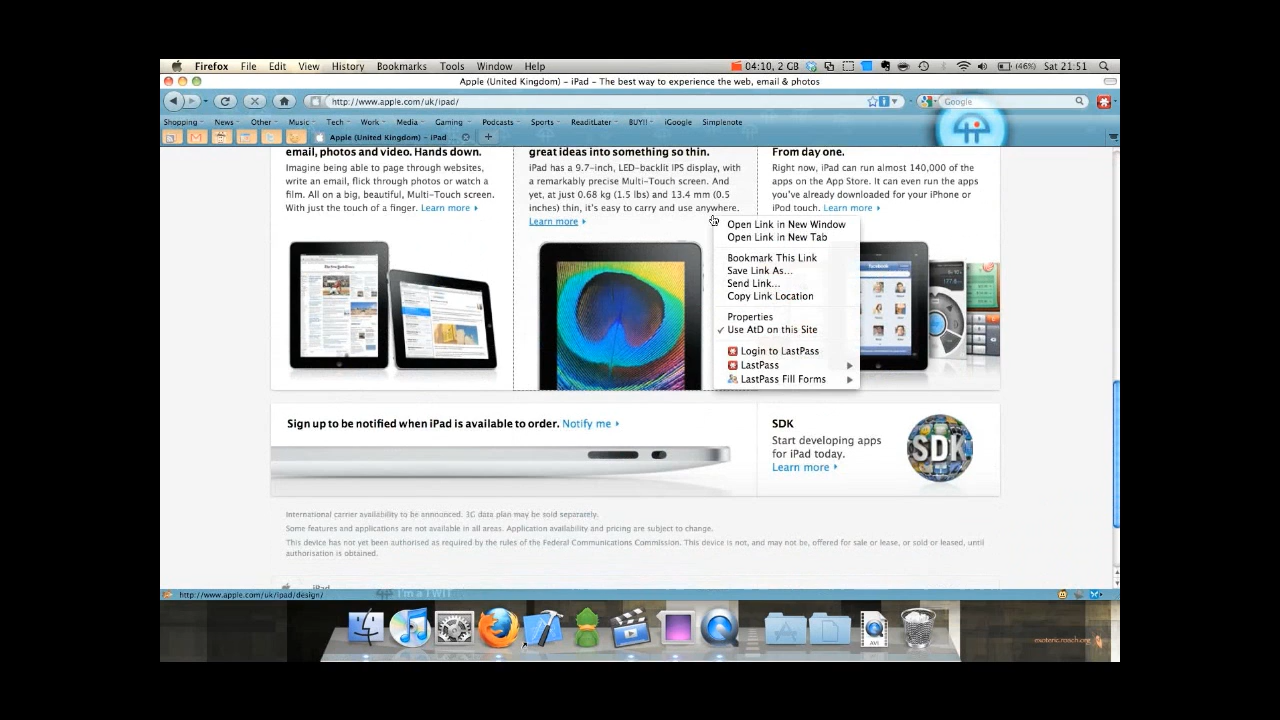 Firefox File Edit View History Bookmarks Tools Window Help 04:10, 2 GB (46%) Sat 21:51
Apple (United Kingdom) – iPad – The best way to experience the web, email & photos
http://www.apple.com/uk/ipad/ Google
Shopping News Other Music Tech Work Media Gaming Podcasts Sports ReaditLater BUY!! iGoogle Simplenote
Apple (United Kingdom) – iPad
email, photos and video. Hands down.
Imagine being able to page through websites,
write an email, flick through photos or watch a
film. All on a big, beautiful, Multi-Touch screen.
With just the touch of a finger. Learn more
great ideas into something so thin.
iPad has a 9.7-inch, LED-backlit IPS display, with
a remarkably precise Multi-Touch screen. And
yet, at just 0.68 kg (1.5 lbs) and 13.4 mm (0.5
inches) thin, it's easy to carry and use anywhere.
Learn more
From day one.
Right now, iPad can run almost 140,000 of the
apps on the App Store. It can even run the apps
you've already downloaded for your iPhone or
iPod touch. Learn more
Open Link in New Window
Open Link in New Tab
Bookmark This Link
Save Link As...
Send Link...
Copy Link Location
Properties
✓ Use AtD on this Site
Login to LastPass
LastPass
LastPass Fill Forms
facebook
Sign up to be notified when iPad is available to order. Notify me
SDK
Start developing apps
for iPad today.
Learn more
SDK
International carrier availability to be announced. 3G data plan may be sold separately.
Some features and applications are not available in all areas. Application availability and pricing are subject to change.
This device has not yet been authorised as required by the rules of the Federal Communications Commission. This device is not, and may not be, offered for sale or lease, or sold or leased, until
authorisation is obtained.
iPad
http://www.apple.com/uk/ipad/design/ I'm a TWiT
AVI
esoteric.roach.org